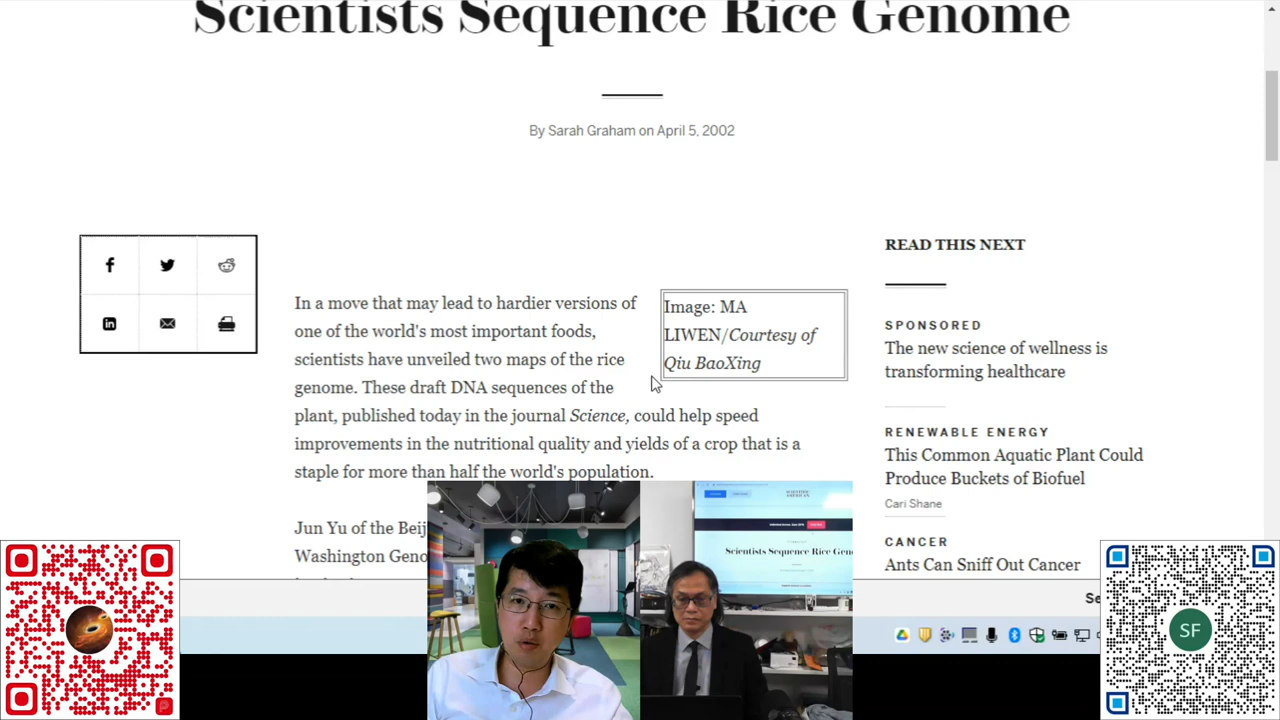 Scientists Sequence Rice Genome
By Sarah Graham on April 5, 2002
In a move that may lead to hardier versions of
one of the world's most important foods,
scientists have unveiled two maps of the rice
genome. These draft DNA sequences of the
plant, published today in the journal Science, could help speed
improvements in the nutritional quality and yields of a crop that is a
staple for more than half the world's population.
Image: MA
LIWEN/Courtesy of
Qiu BaoXing
Jun Yu of the Beij
Washington Geno
READ THIS NEXT
SPONSORED
The new science of wellness is
transforming healthcare
RENEWABLE ENERGY
This Common Aquatic Plant Could
Produce Buckets of Biofuel
Cari Shane
CANCER
Ants Can Sniff Out Cancer
Se
SCIENTIFIC
AMERICAN
Scientists Sequence Rice Geno
SF